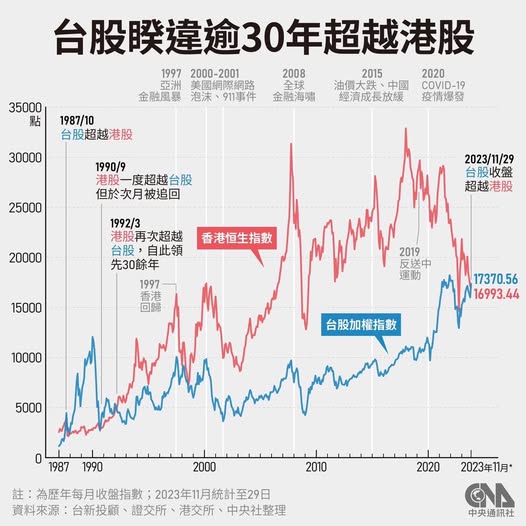 台股睽違逾30年超越港股
1997
亞洲
金融風暴
2000-2001
美國網際網路
泡沫、911事件
2008
全球
金融海嘯
2015
油價大跌、中國
經濟成長放緩
2020
COVID-19
疫情爆發
35000
點
30000
25000
20000
15000
10000
5000
0
1987/10
台股超越港股
1990/9
港股一度超越台股
但於次月被追回
1992/3
港股再次超越
台股，自此領
先30餘年
1997
香港
回歸
香港恒生指數
台股加權指數
2019
反送中
運動
2023/11/29
台股收盤
超越港股
17370.56
16993.44
1987
1990
2000
2010
2020
2023年11月*
註：為歷年每月收盤指數；2023年11月統計至29日
資料來源：台新投顧、證交所、港交所、中央社整理
CNA
中央通訊社